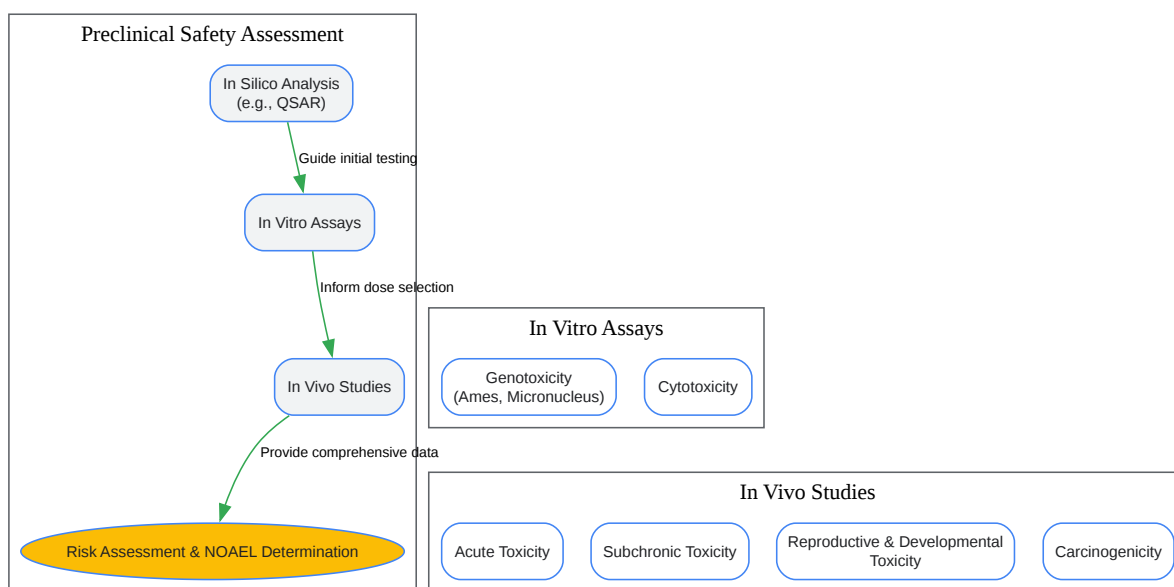 Preclinical Safety Assessment
In Silico Analysis
(e.g., QSAR)
Guide initial testing
In Vitro Assays
Inform dose selection
In Vivo Studies
Provide comprehensive data
Risk Assessment & NOAEL Determination
In Vitro Assays
Genotoxicity
(Ames, Micronucleus)
Cytotoxicity
In Vivo Studies
Acute Toxicity
Subchronic Toxicity
Reproductive & Developmental
Toxicity
Carcinogenicity